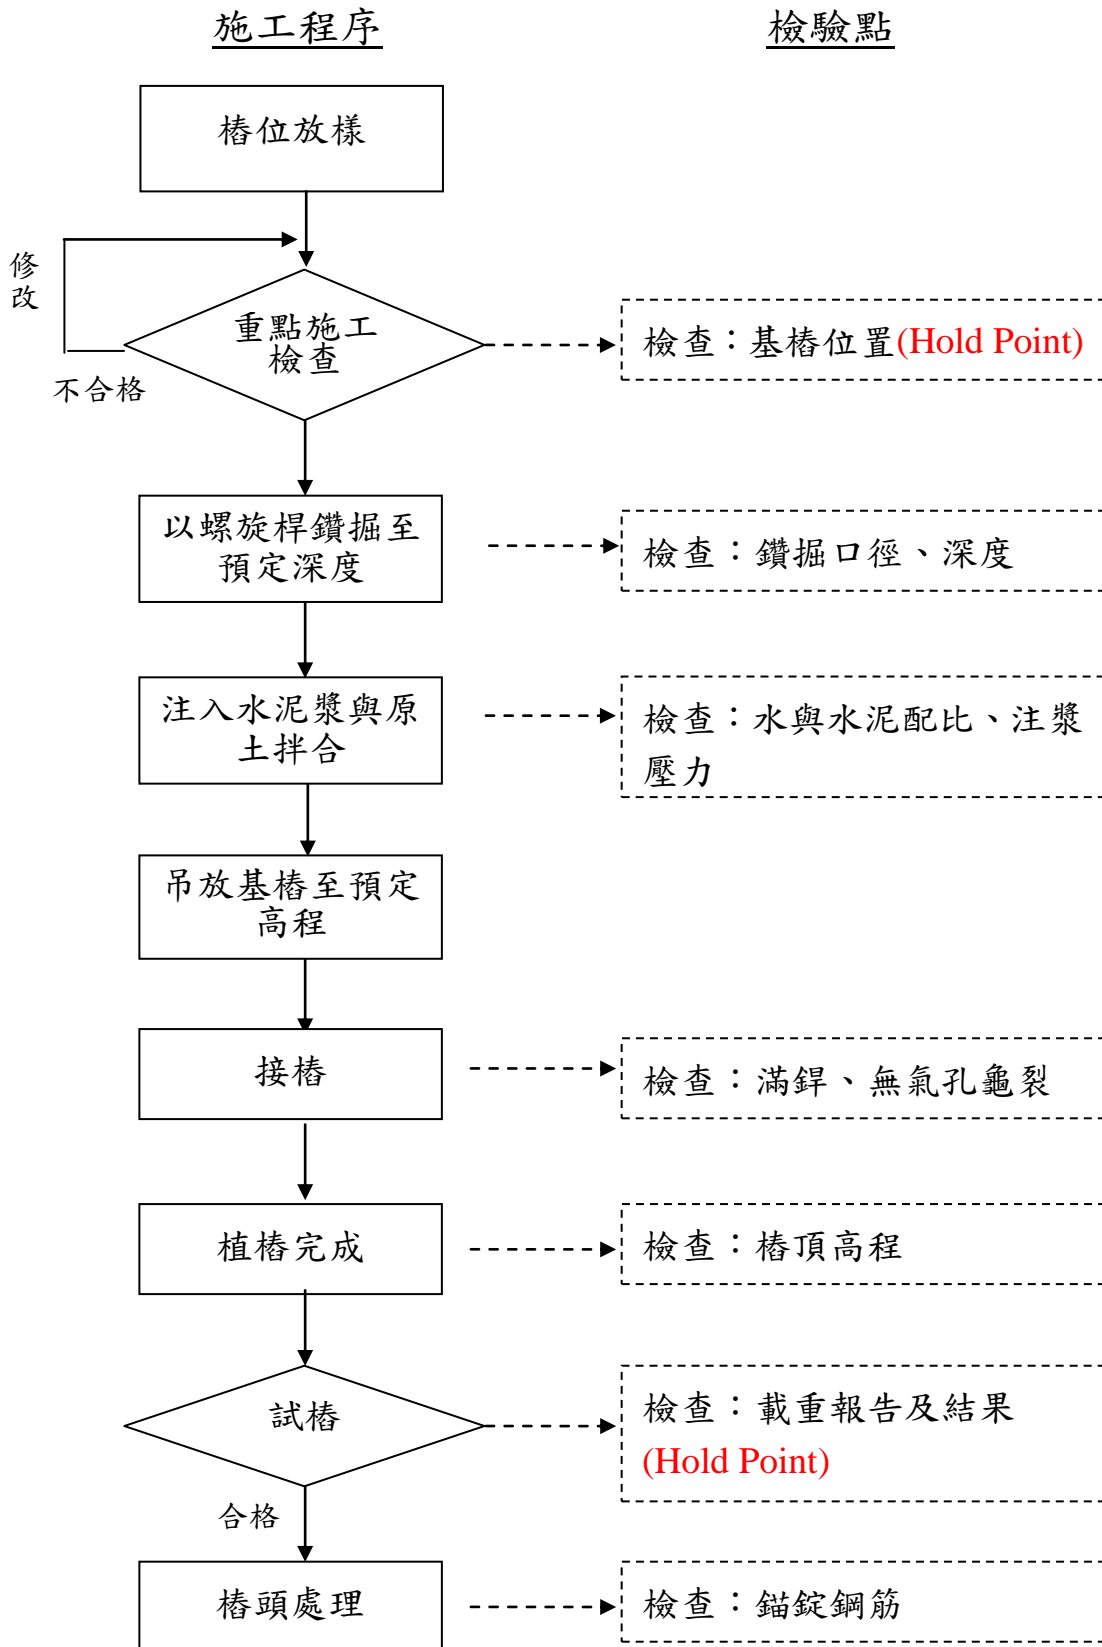 施工程序
檢驗點
樁位放樣
修
改
重點施工
檢查
不合格
檢查：基樁位置(Hold Point)
以螺旋桿鑽掘至
預定深度
檢查：鑽掘口徑、深度
注入水泥漿與原
土拌合
檢查：水與水泥配比、注漿
壓力
吊放基樁至預定
高程
接樁
檢查：滿銲、無氣孔龜裂
植樁完成
檢查：樁頂高程
試樁
檢查：載重報告及結果
(Hold Point)
合格
樁頭處理
檢查：錨錠鋼筋